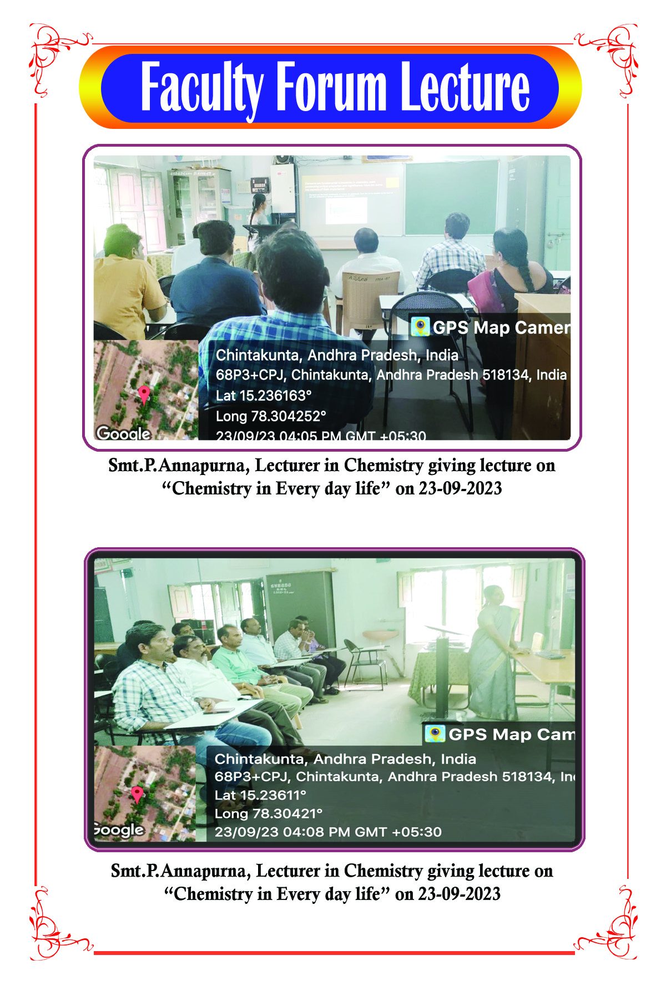 Faculty Forum Lecture
GPS Map Camer
Chintakunta, Andhra Pradesh, India
68P3+CPJ, Chintakunta, Andhra Pradesh 518134, India
Lat 15.236163°
Long 78.304252°
23/09/23 04:05 PM GMT +05:30
Google
Smt.P.Annapurna, Lecturer in Chemistry giving lecture on
“Chemistry in Every day life” on 23-09-2023
GPS Map Cam
Chintakunta, Andhra Pradesh, India
68P3+CPJ, Chintakunta, Andhra Pradesh 518134, In
Lat 15.23611°
Long 78.30421°
23/09/23 04:08 PM GMT +05:30
Google
Smt.P.Annapurna, Lecturer in Chemistry giving lecture on
“Chemistry in Every day life” on 23-09-2023